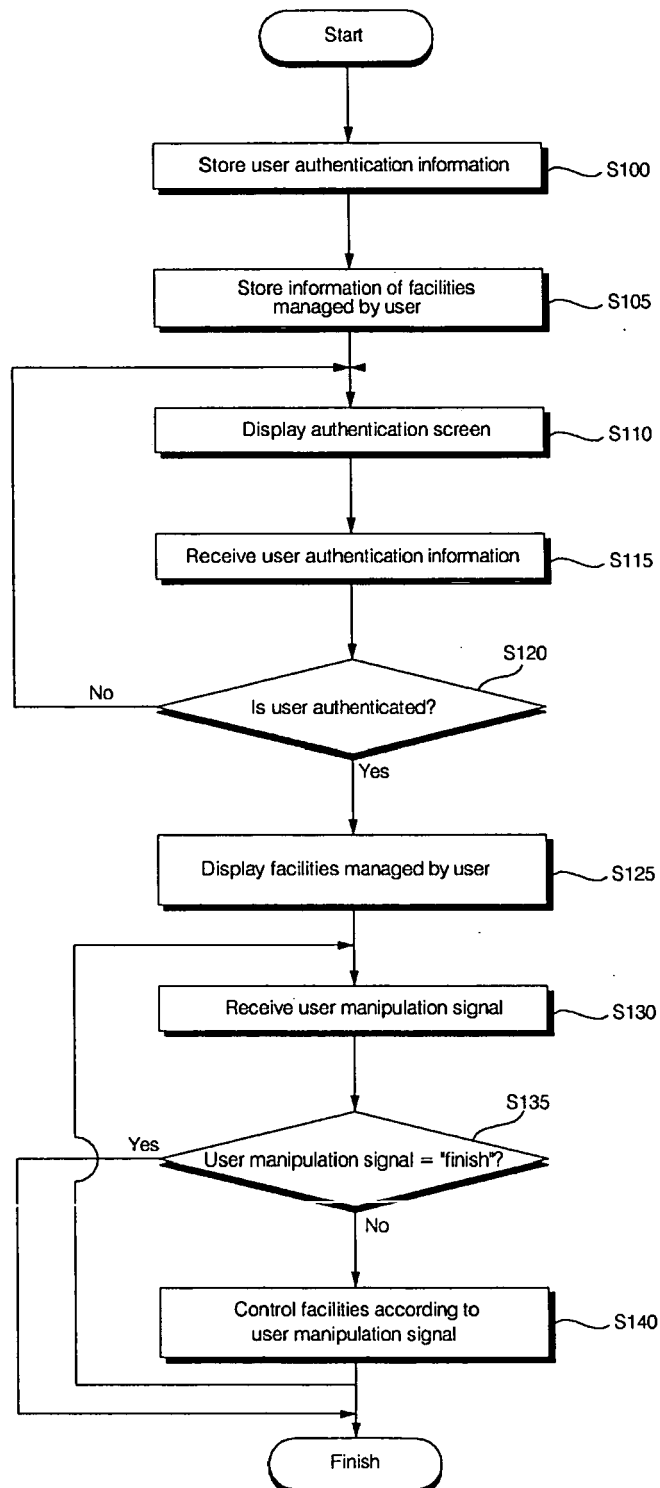 Start
Store user authentication information
S100
Store information of facilities
managed by user
S105
Display authentication screen
S110
Receive user authentication information
S115
S120
No
Is user authenticated?
Yes
Display facilities managed by user
S125
Receive user manipulation signal
S130
S135
Yes
User manipulation signal = "finish"?
No
Control facilities according to
user manipulation signal
S140
Finish